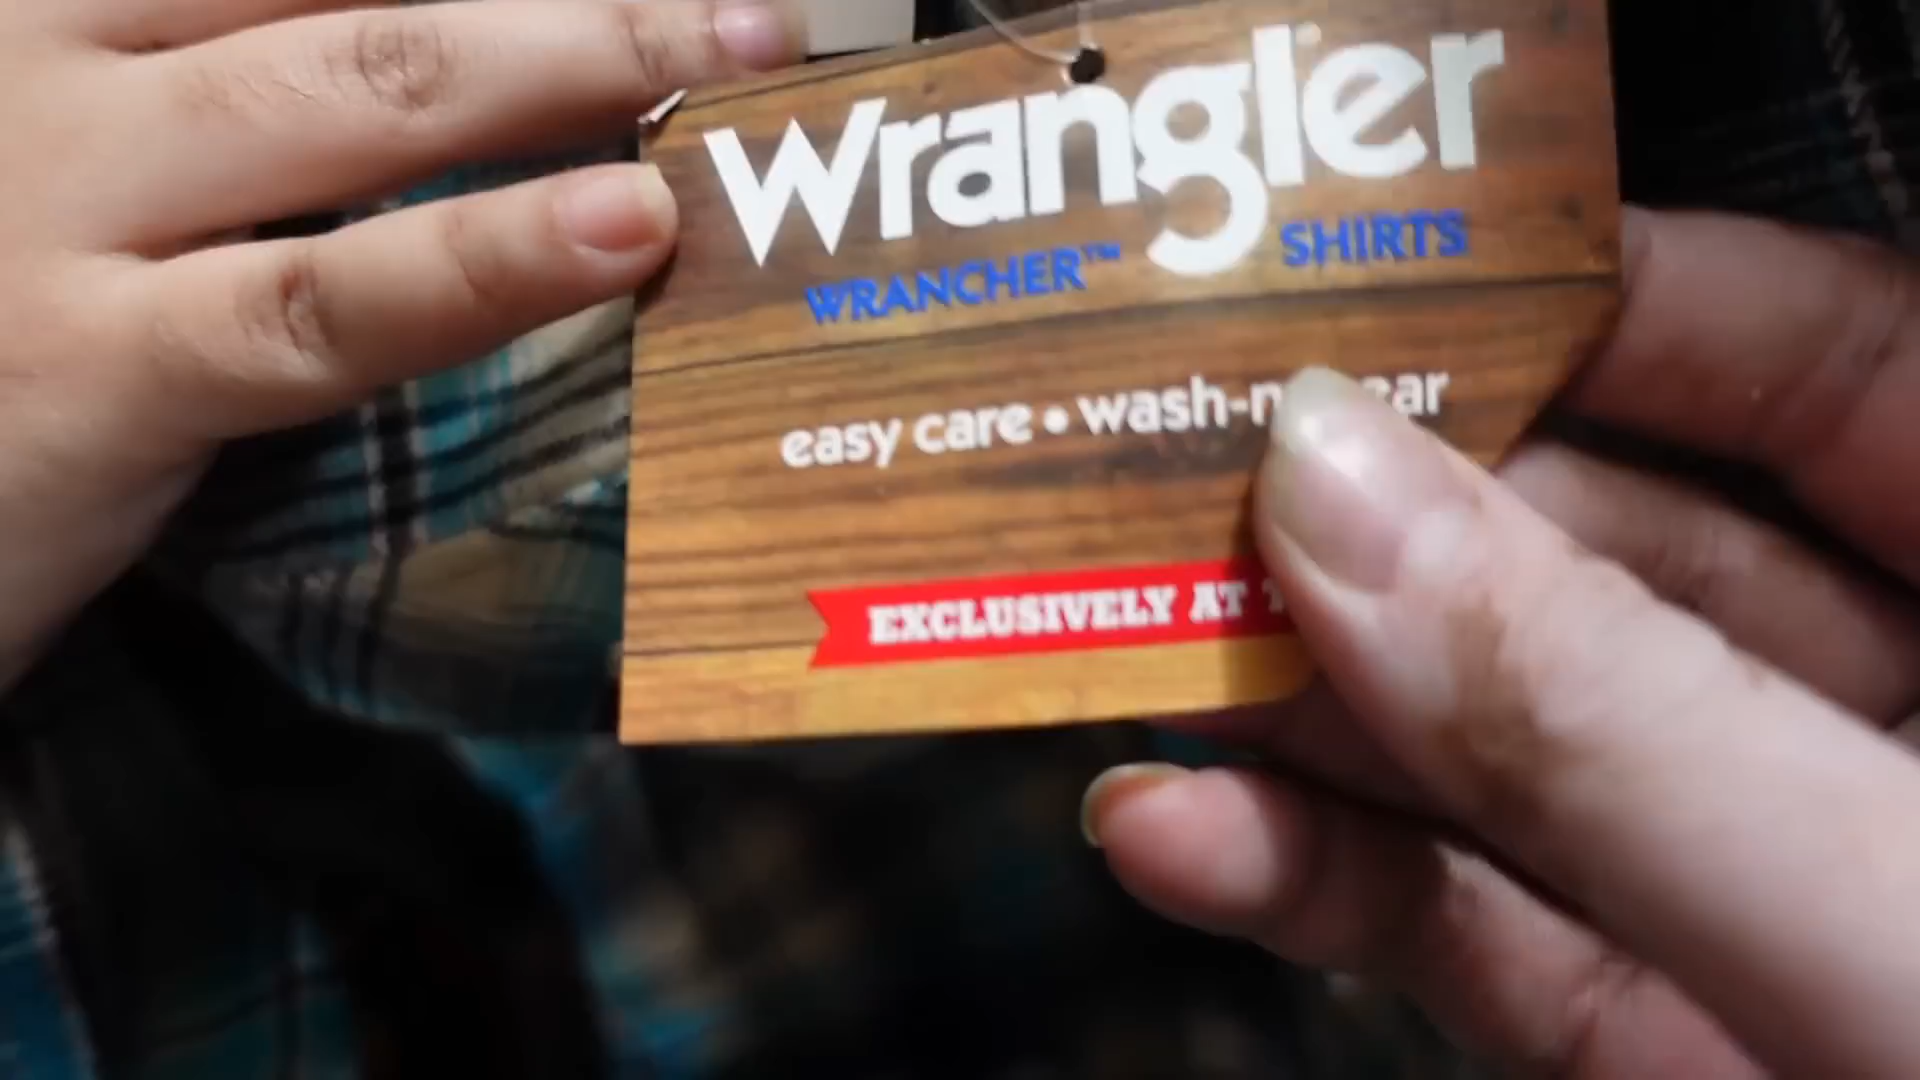 Wrangler
WRANCHER™ SHIRTS
easy care • wash-n
EXCLUSIVELY AT